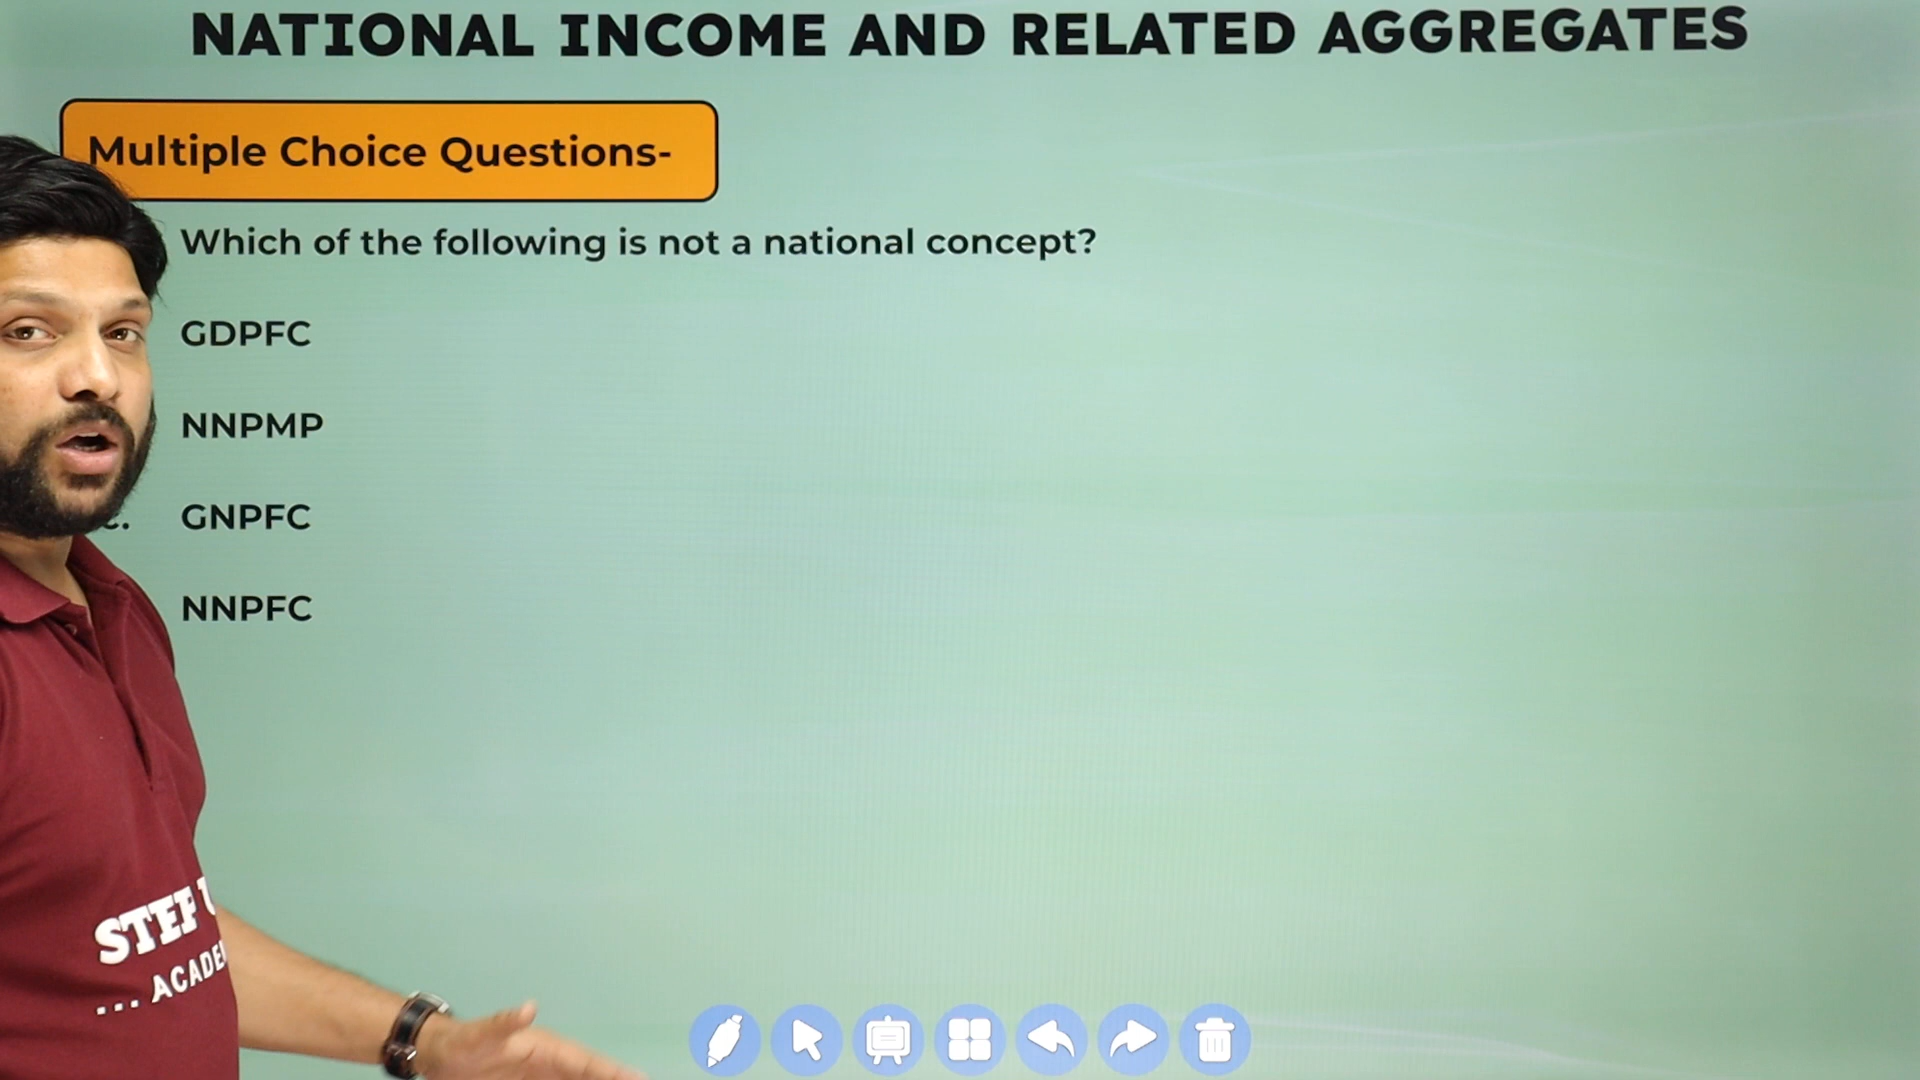 NATIONAL INCOME AND RELATED AGGREGATES
Multiple Choice Questions-
Which of the following is not a national concept?
GDPFC
NNPMP
c. GNPFC
NNPFC
STEP
... ACADE